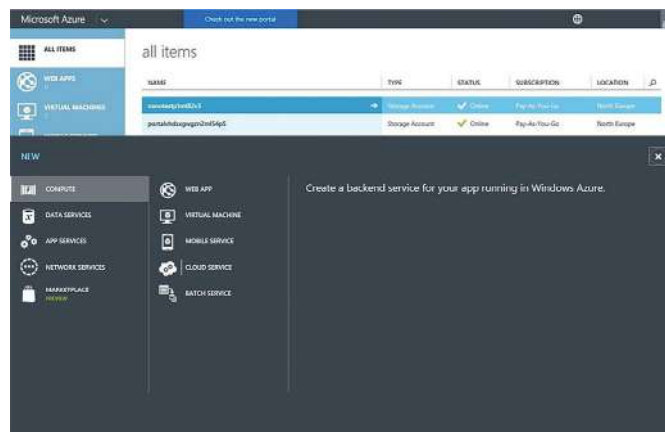 Microsoft Azure
Check out the new portal
ALL ITEMS
WEB APPS
VIRTUAL MACHINES
all items
NAME TYPE STATUS SUBSCRIPTION LOCATION
Storage Account Online Pay-As-You-Go North Europe
Storage Account Online Pay-As-You-Go North Europe
NEW
COMPUTE
DATA SERVICES
APP SERVICES
NETWORK SERVICES
MARKETPLACE
PREVIEW
WEB APP
VIRTUAL MACHINE
MOBILE SERVICE
CLOUD SERVICE
BATCH SERVICE
Create a backend service for your app running in Windows Azure.